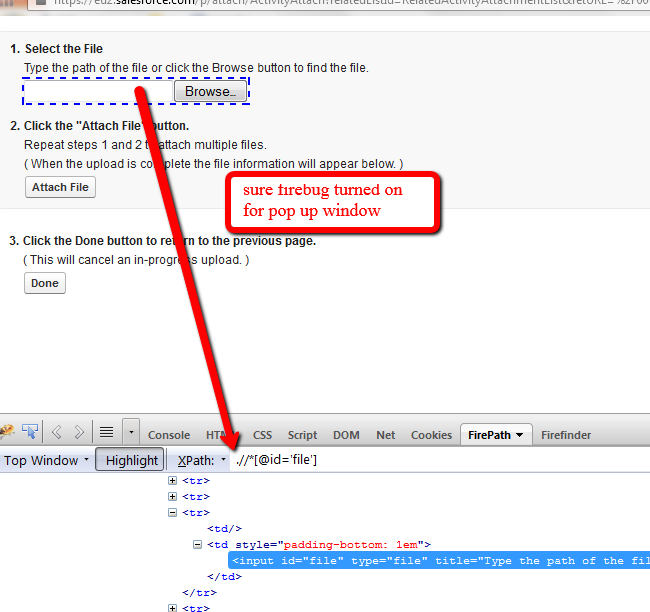 https://eu2.salesforce.com/p/attach/ActivityAttach?relatedListId=RelatedActivityAttachmentList&retURL=%2F00
1. Select the File
Type the path of the file or click the Browse button to find the file.
Browse...
2. Click the "Attach File" button.
Repeat steps 1 and 2 to attach multiple files.
( When the upload is complete the file information will appear below. )
Attach File
sure firebug turned on
for pop up window
3. Click the Done button to return to the previous page.
( This will cancel an in-progress upload. )
Done
Console HTML CSS Script DOM Net Cookies FirePath Firefinder
Top Window Highlight XPath: .//*[@id='file']
<tr>
<tr>
<tr>
<td/>
<td style="padding-bottom: 1em">
<input id="file" type="file" title="Type the path of the fil
</td>
</tr>
<tr>